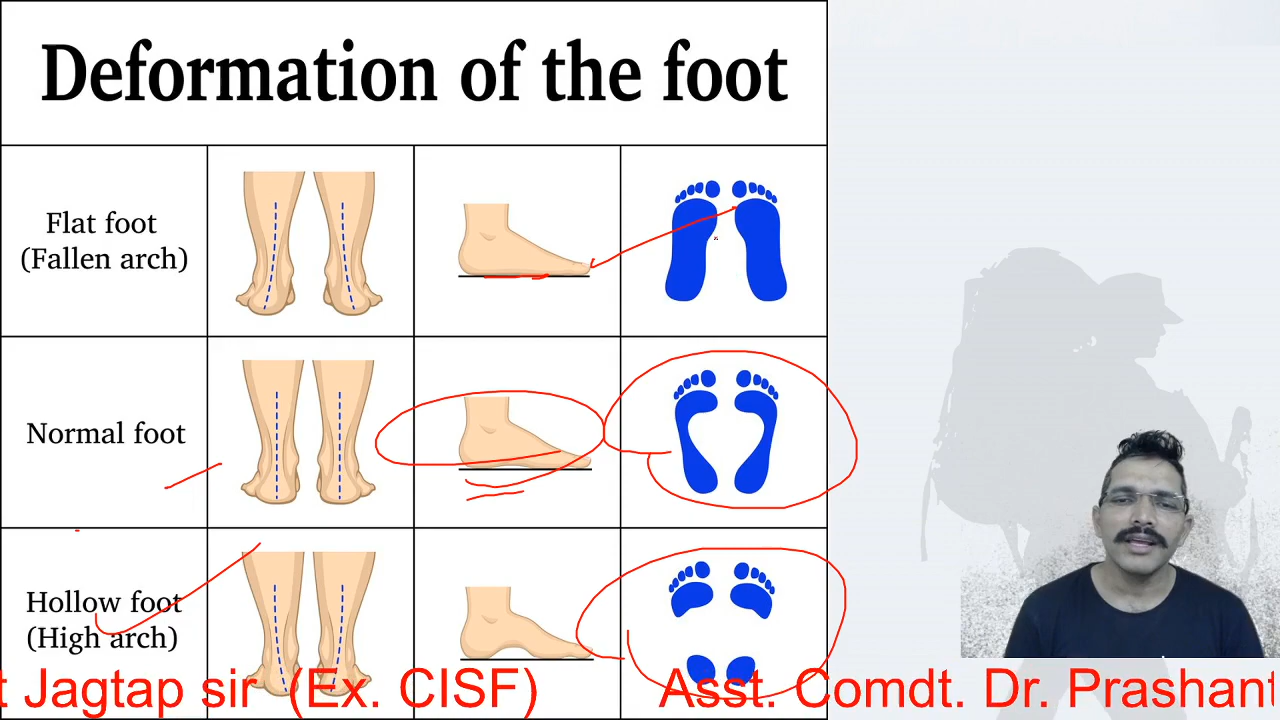 Deformation of the foot
Flat foot
(Fallen arch)
Normal foot
Hollow foot
(High arch)
t Jagtap sir (Ex. CISF) Asst. Comdt. Dr. Prashant